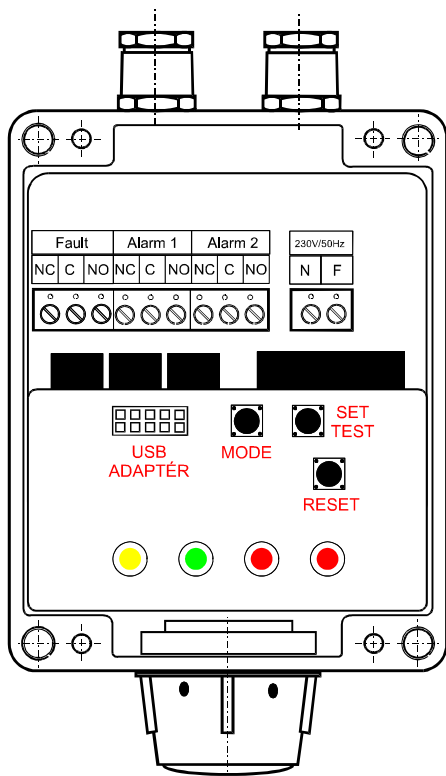 Fault Alarm 1 Alarm 2 230V/50Hz
NC C NO NC C NO NC C NO N F
SET
TEST
USB
ADAPTÉR
MODE
RESET